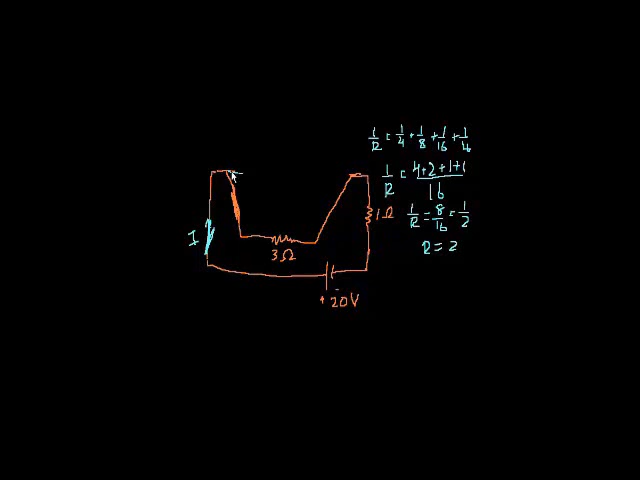 1/R = 1/4 + 1/8 + 1/16 + 1/4
1/R = 4+2+1+1/16
1Ω
1/R = 8/16 = 1/2
I
R = 2
3Ω
+ - 20V